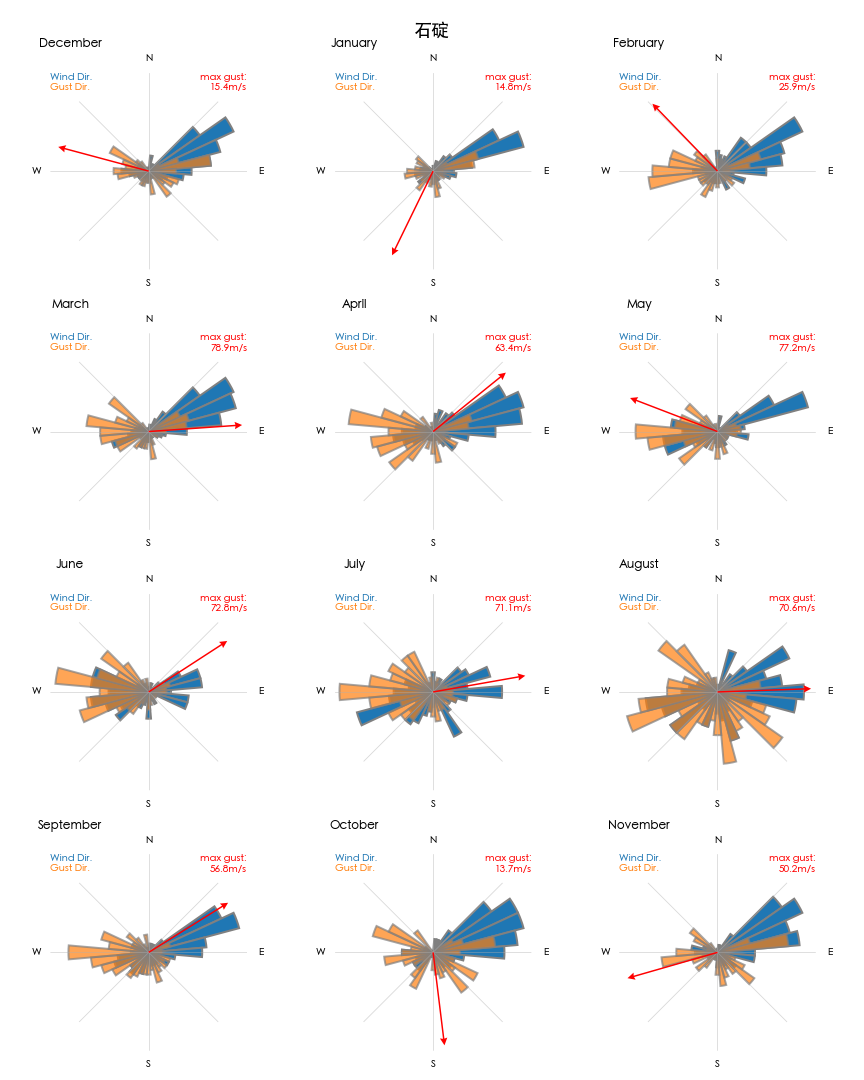 石碇
December
N
Wind Dir.
Gust Dir.
max gust:
15.4m/s
W
E
S
January
N
Wind Dir.
Gust Dir.
max gust:
14.8m/s
W
E
S
February
N
Wind Dir.
Gust Dir.
max gust:
25.9m/s
W
E
S
March
N
Wind Dir.
Gust Dir.
max gust:
78.9m/s
W
E
S
April
N
Wind Dir.
Gust Dir.
max gust:
63.4m/s
W
E
S
May
N
Wind Dir.
Gust Dir.
max gust:
77.2m/s
W
E
S
June
N
Wind Dir.
Gust Dir.
max gust:
72.8m/s
W
E
S
July
N
Wind Dir.
Gust Dir.
max gust:
71.1m/s
W
E
S
August
N
Wind Dir.
Gust Dir.
max gust:
70.6m/s
W
E
S
September
N
Wind Dir.
Gust Dir.
max gust:
56.8m/s
W
E
S
October
N
Wind Dir.
Gust Dir.
max gust:
13.7m/s
W
E
S
November
N
Wind Dir.
Gust Dir.
max gust:
50.2m/s
W
E
S